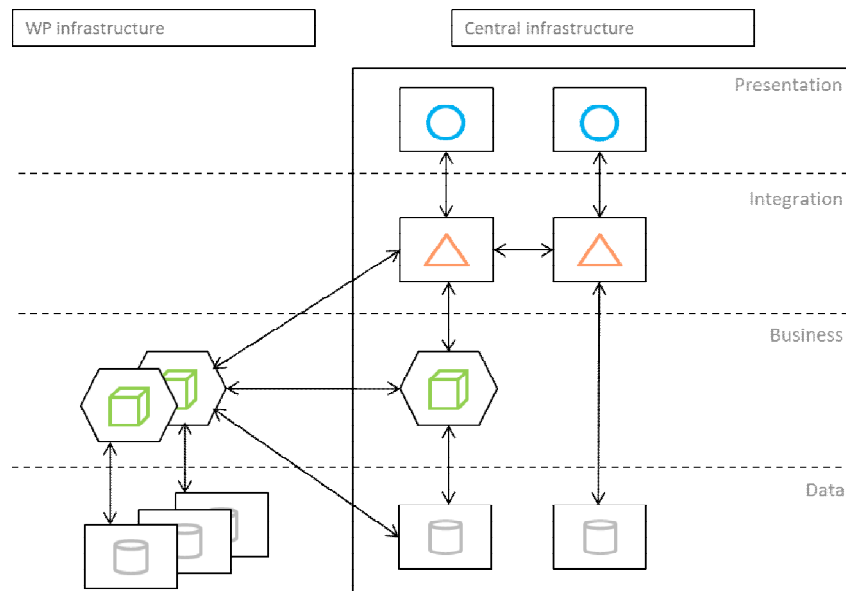 WP infrastructure
Central infrastructure
Presentation
Integration
Business
Data